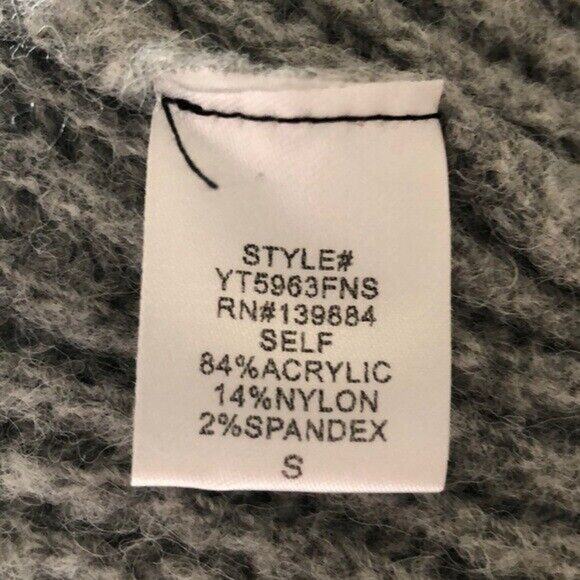 STYLE#
YT5963FNS
RN#139884
SELF
84%ACRYLIC
14%NYLON
2%SPANDEX
S